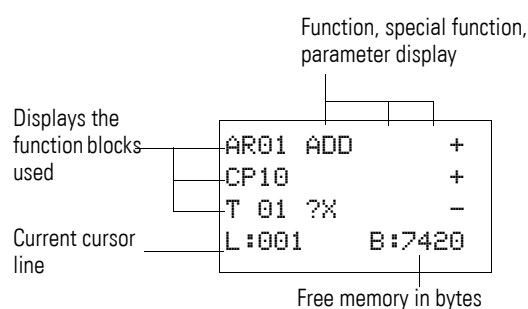 Function, special function,
parameter display
Displays the
function blocks
used
AR01 ADD +
CP10 +
T 01 ?X -
L:001 B:7420
Current cursor
line
Free memory in bytes